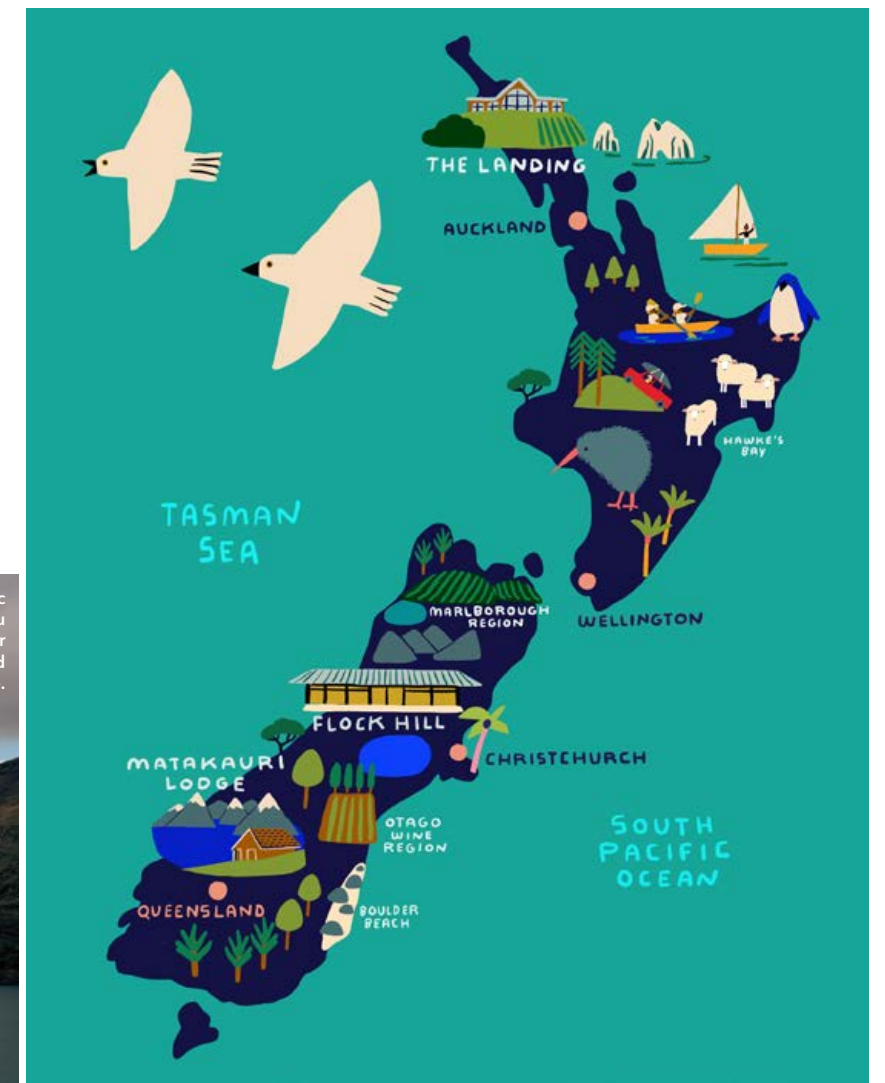 THE LANDING
AUCKLAND
HAWKE'S
BAY
TASMAN
SEA
MARLBOROUGH
REGION
WELLINGTON
FLOCK HILL
CHRISTCHURCH
MATAKAURI
LODGE
OTAGO
WINE
REGION
SOUTH
PACIFIC
OCEAN
QUEENSLAND
BOULDER
BEACH
c
u
r
d
.